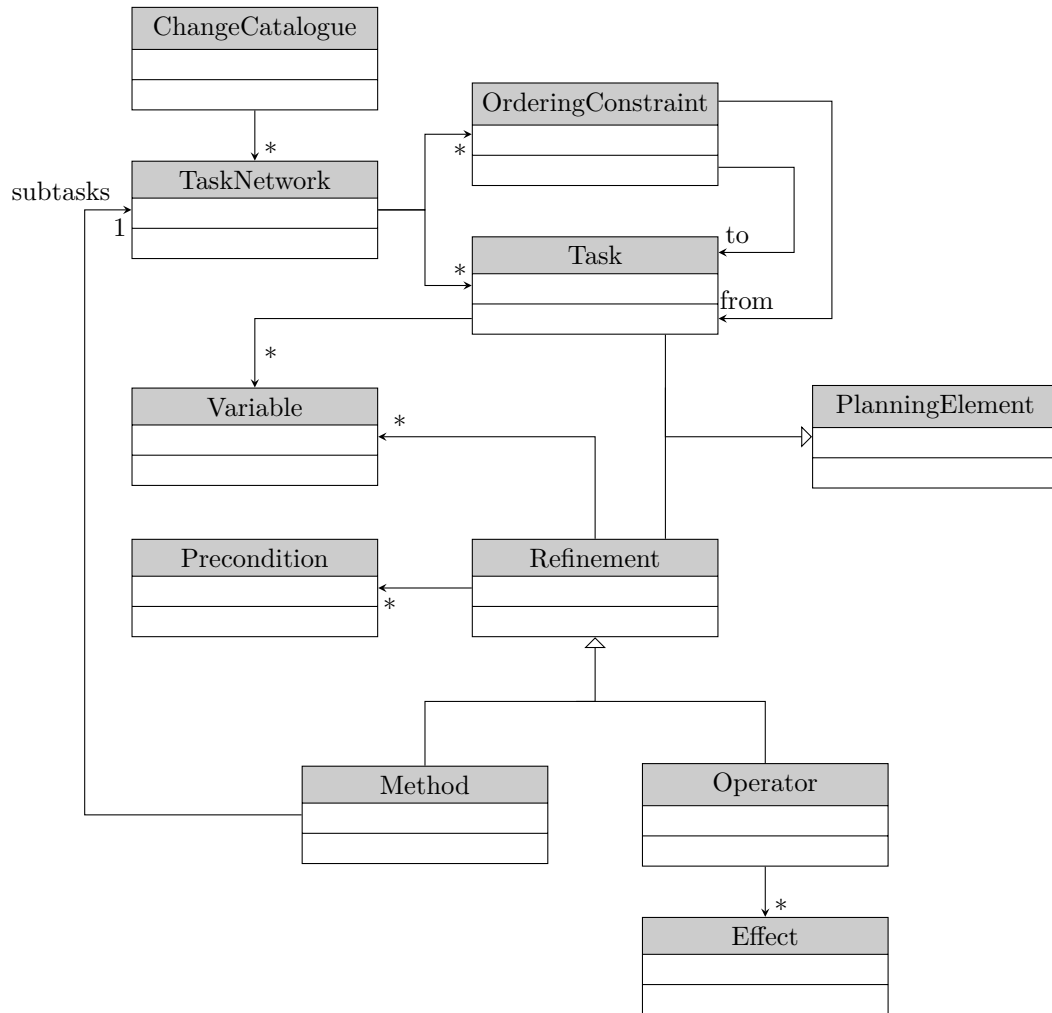 ChangeCatalogue
OrderingConstraint
*
*
TaskNetwork
subtasks
1
to
Task
*
from
*
Variable
*
PlanningElement
Precondition
Refinement
*
Method
Operator
*
Effect